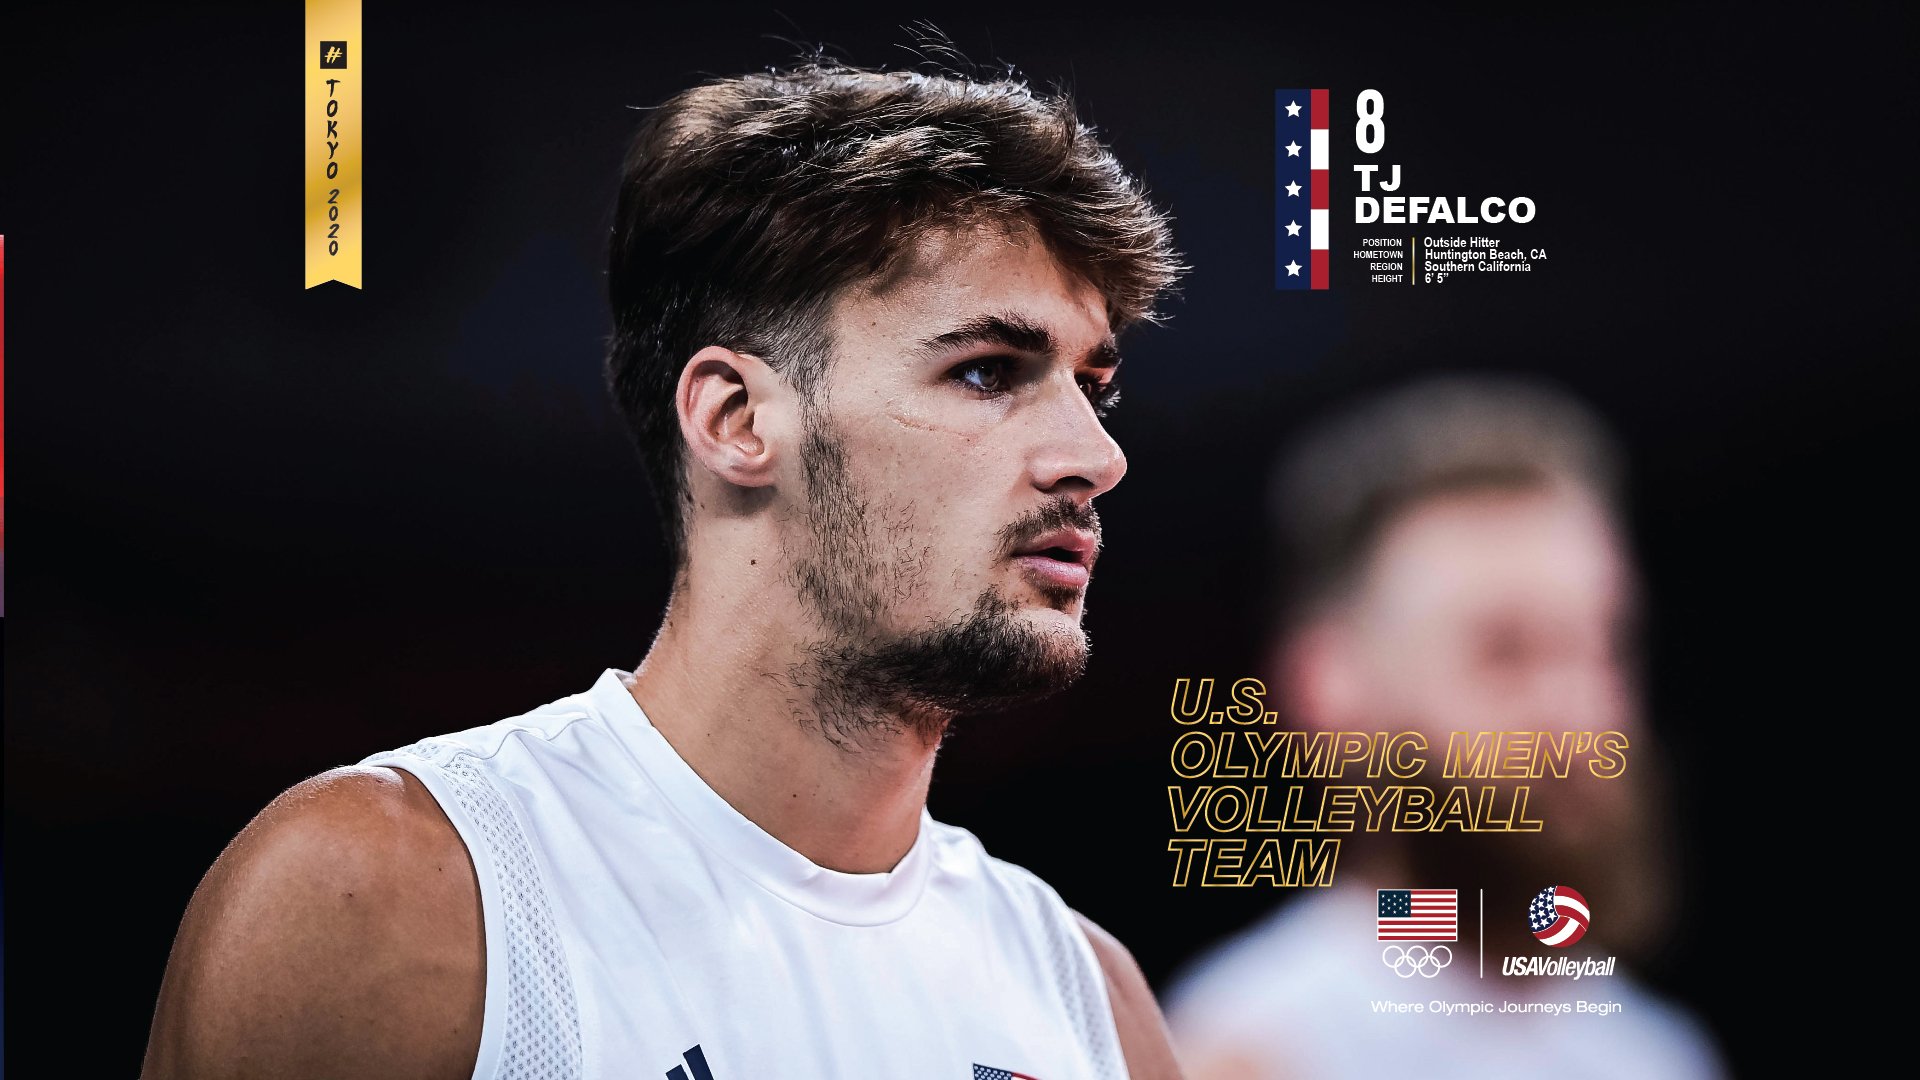 # TOKYO 2020
8
TJ
DEFALCO
POSITION Outside Hitter
HOMETOWN Huntington Beach, CA
REGION Southern California
HEIGHT 6' 5”
U.S.
OLYMPIC MEN’S
VOLLEYBALL
TEAM
USAVolleyball
Where Olympic Journeys Begin